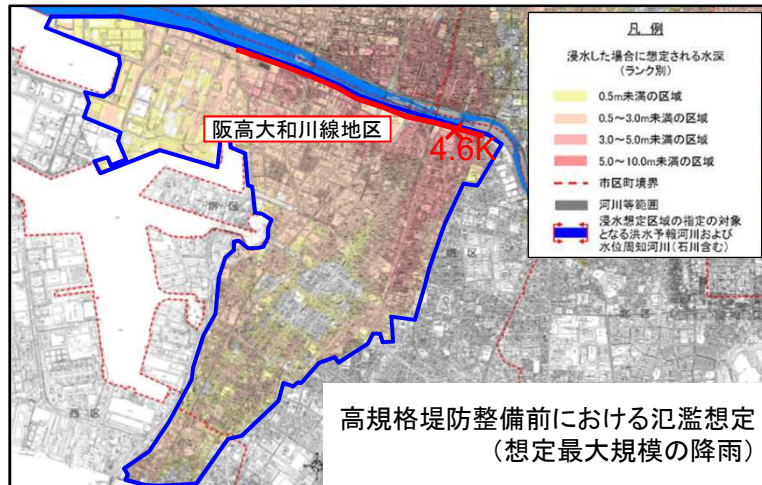 凡 例
浸水した場合に想定される水深
(ランク別)
0.5m未満の区域
0.5～3.0m未満の区域
3.0～5.0m未満の区域
5.0～10.0m未満の区域
市区町境界
河川等範囲
浸水想定区域の指定の対象
となる洪水予報河川および
水位周知河川(石川含む)
阪高大和川線地区
4.6K
堺区
北区
西区
高規格堤防整備前における氾濫想定
(想定最大規模の降雨)